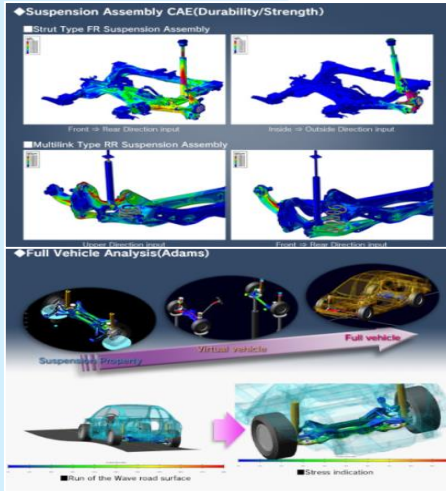 ◆Suspension Assembly CAE(Durability/Strength)
■Strut Type FR Suspension Assembly
Front ⇒ Rear Direction input
Inside ⇒ Outside Direction input
■Multilink Type RR Suspension Assembly
Upper Direction input
Front ⇒ Rear Direction input
◆Full Vehicle Analysis(Adams)
Full vehicle
Virtual vehicle
Suspension Property
■Run of the Wave road surface
■Stress indication